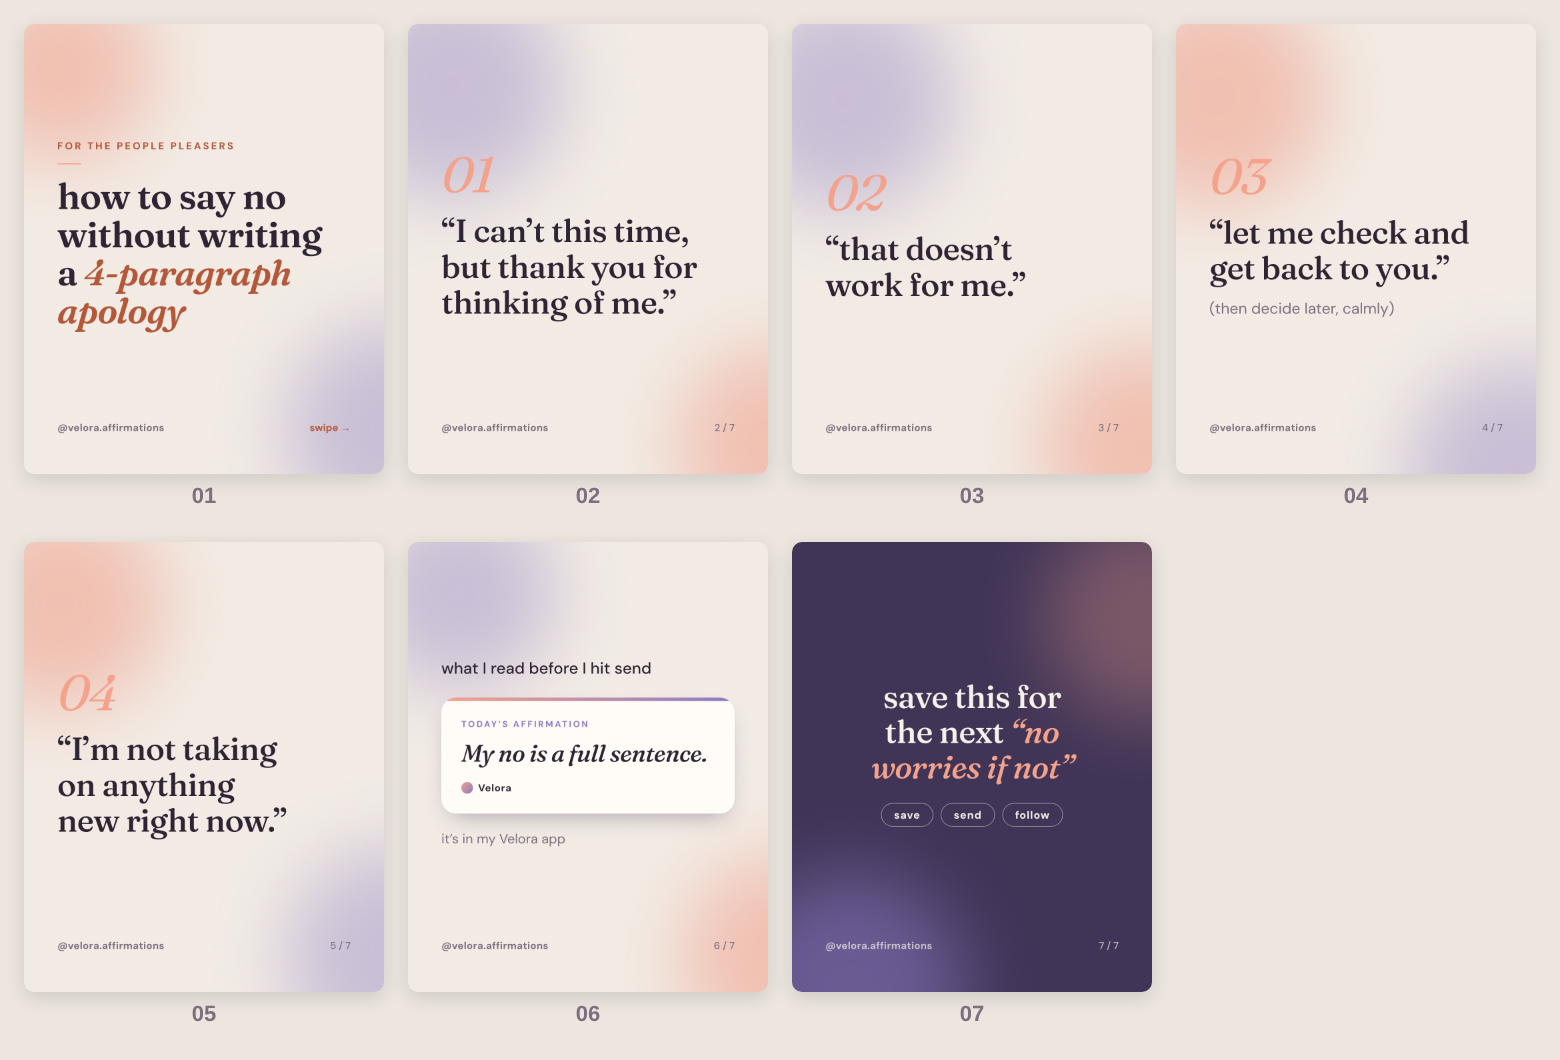 FOR THE PEOPLE PLEASERS
how to say no
without writing
a 4-paragraph
apology
@velora.affirmations
swipe →
01
01
“I can’t this time,
but thank you for
thinking of me.”
@velora.affirmations
2 / 7
02
02
“that doesn’t
work for me.”
@velora.affirmations
3 / 7
03
03
“let me check and
get back to you.”
(then decide later, calmly)
@velora.affirmations
4 / 7
04
04
“I’m not taking
on anything
new right now.”
@velora.affirmations
5 / 7
05
what I read before I hit send
TODAY’S AFFIRMATION
My no is a full sentence.
Velora
it’s in my Velora app
@velora.affirmations
6 / 7
06
save this for
the next “no
worries if not”
save
send
follow
@velora.affirmations
7 / 7
07